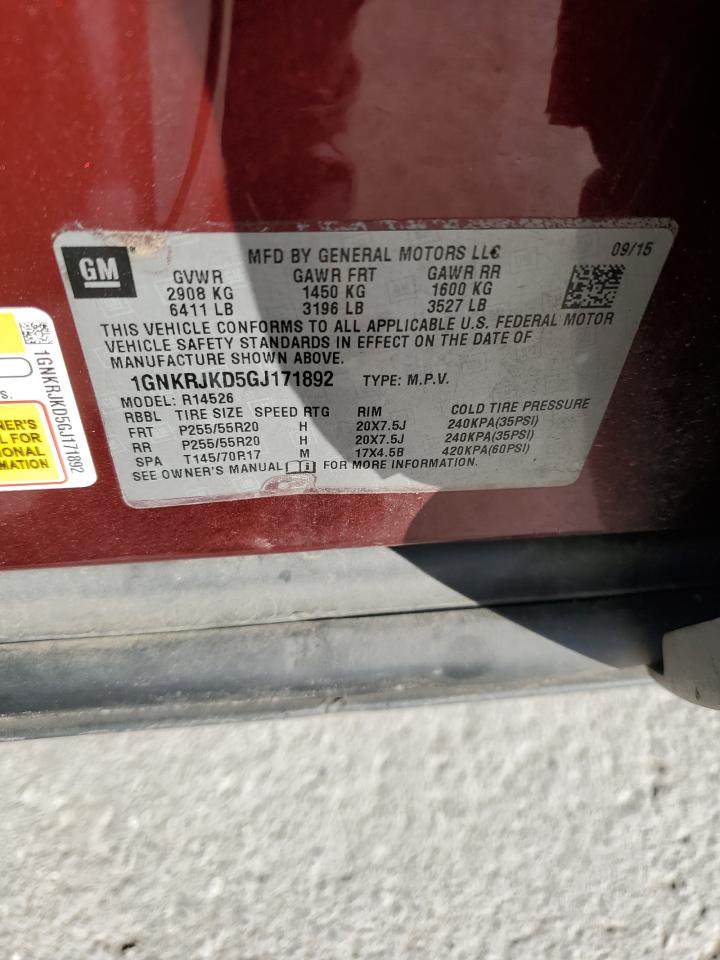 GM
MFD BY GENERAL MOTORS LLC
09/15
GVWR GAWR FRT GAWR RR
2908 KG 1450 KG 1600 KG
6411 LB 3196 LB 3527 LB
THIS VEHICLE CONFORMS TO ALL APPLICABLE U.S. FEDERAL MOTOR
VEHICLE SAFETY STANDARDS IN EFFECT ON THE DATE OF
MANUFACTURE SHOWN ABOVE.
1GNKRJKD5GJ171892 TYPE: M.P.V.
MODEL: R14526
RBBL TIRE SIZE SPEED RTG RIM COLD TIRE PRESSURE
FRT P255/55R20 H 20X7.5J 240KPA(35PSI)
RR P255/55R20 H 20X7.5J 240KPA(35PSI)
SPA T145/70R17 M 17X4.5B 420KPA(60PSI)
SEE OWNER'S MANUAL i FOR MORE INFORMATION.
1GNKRJKD5GJ171892
S.
NER'S
L FOR
ONAL
ATION